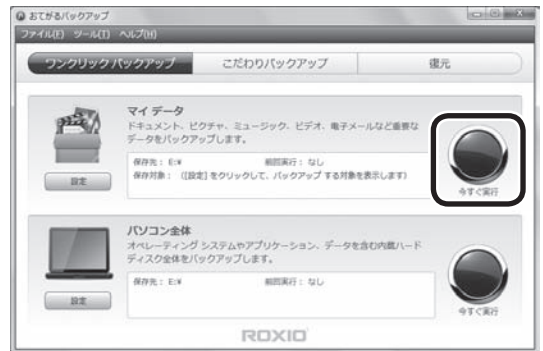 おてがるバックアップ
ファイル(F) ツール(T) ヘルプ(H)
ワンクリックバックアップ こだわりバックアップ 復元
マイ データ
ドキュメント、ピクチャ、ミュージック、ビデオ、電子メールなど重要な
データをバックアップします。
保存先： E:¥ 前回実行： なし
保存対象： （[設定] をクリックして、バックアップ する対象を表示します）
設定
今すぐ実行
パソコン全体
オペレーティング システムやアプリケーション、データを含む内蔵ハード
ディスク全体をバックアップします。
保存先： E:¥ 前回実行： なし
設定
今すぐ実行
ROXIO